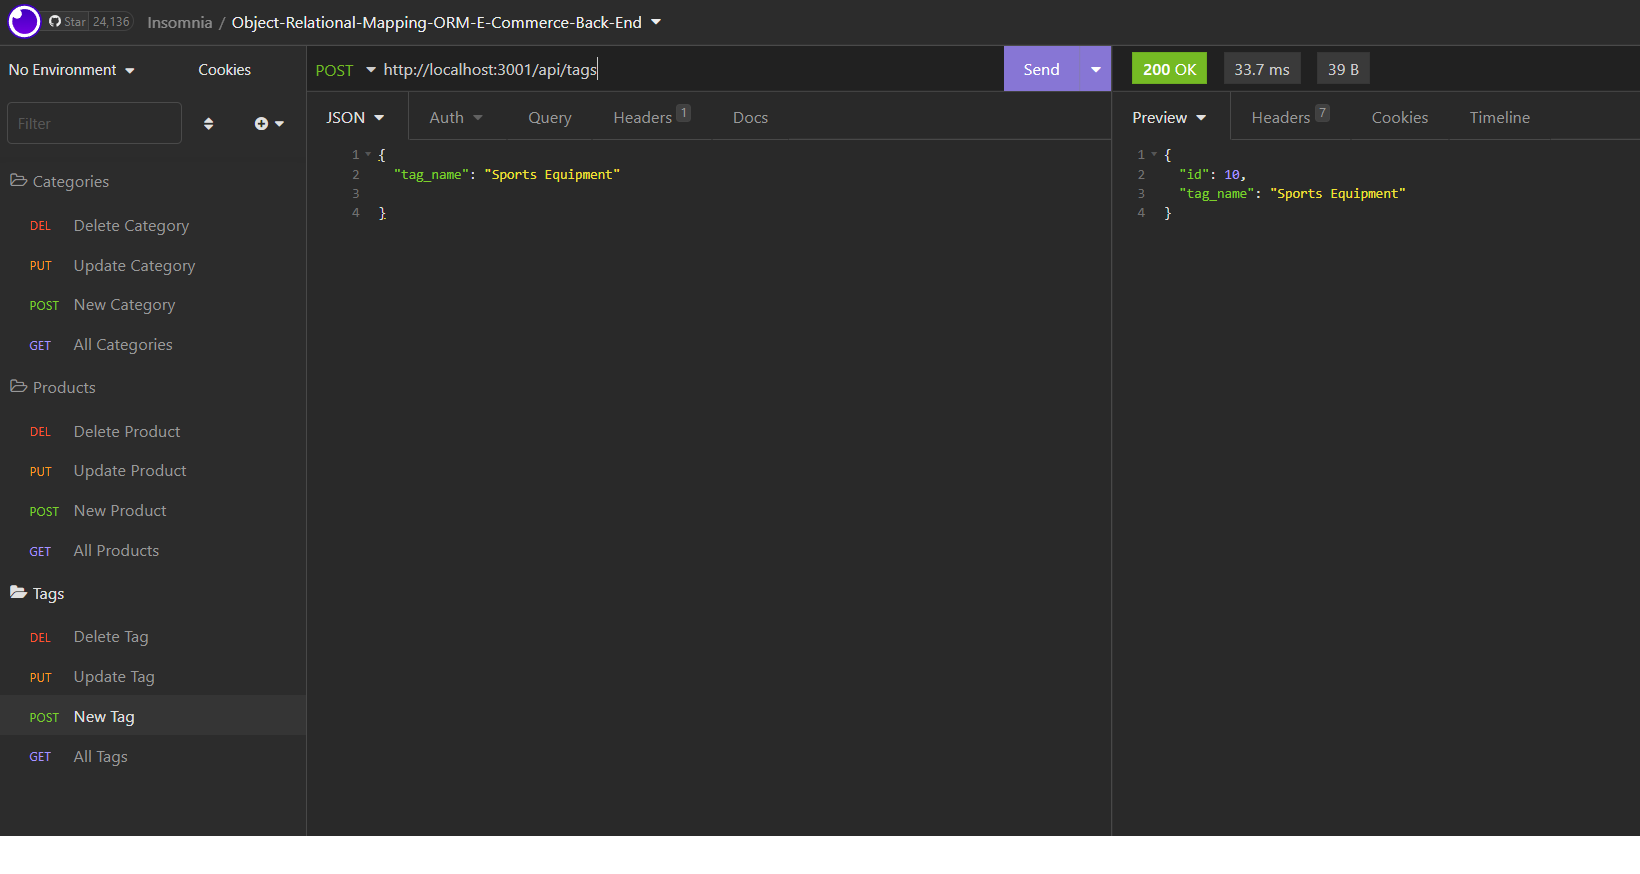 Star 24,136 Insomnia / Object-Relational-Mapping-ORM-E-Commerce-Back-End
No Environment Cookies
Filter
Categories
DEL Delete Category
PUT Update Category
POST New Category
GET All Categories
Products
DEL Delete Product
PUT Update Product
POST New Product
GET All Products
Tags
DEL Delete Tag
PUT Update Tag
POST New Tag
GET All Tags
POST http://localhost:3001/api/tags Send
JSON Auth Query Headers 1 Docs
1 {
2 "tag_name": "Sports Equipment"
3
4 }
200 OK 33.7 ms 39 B
Preview Headers 7 Cookies Timeline
1 {
2 "id": 10,
3 "tag_name": "Sports Equipment"
4 }